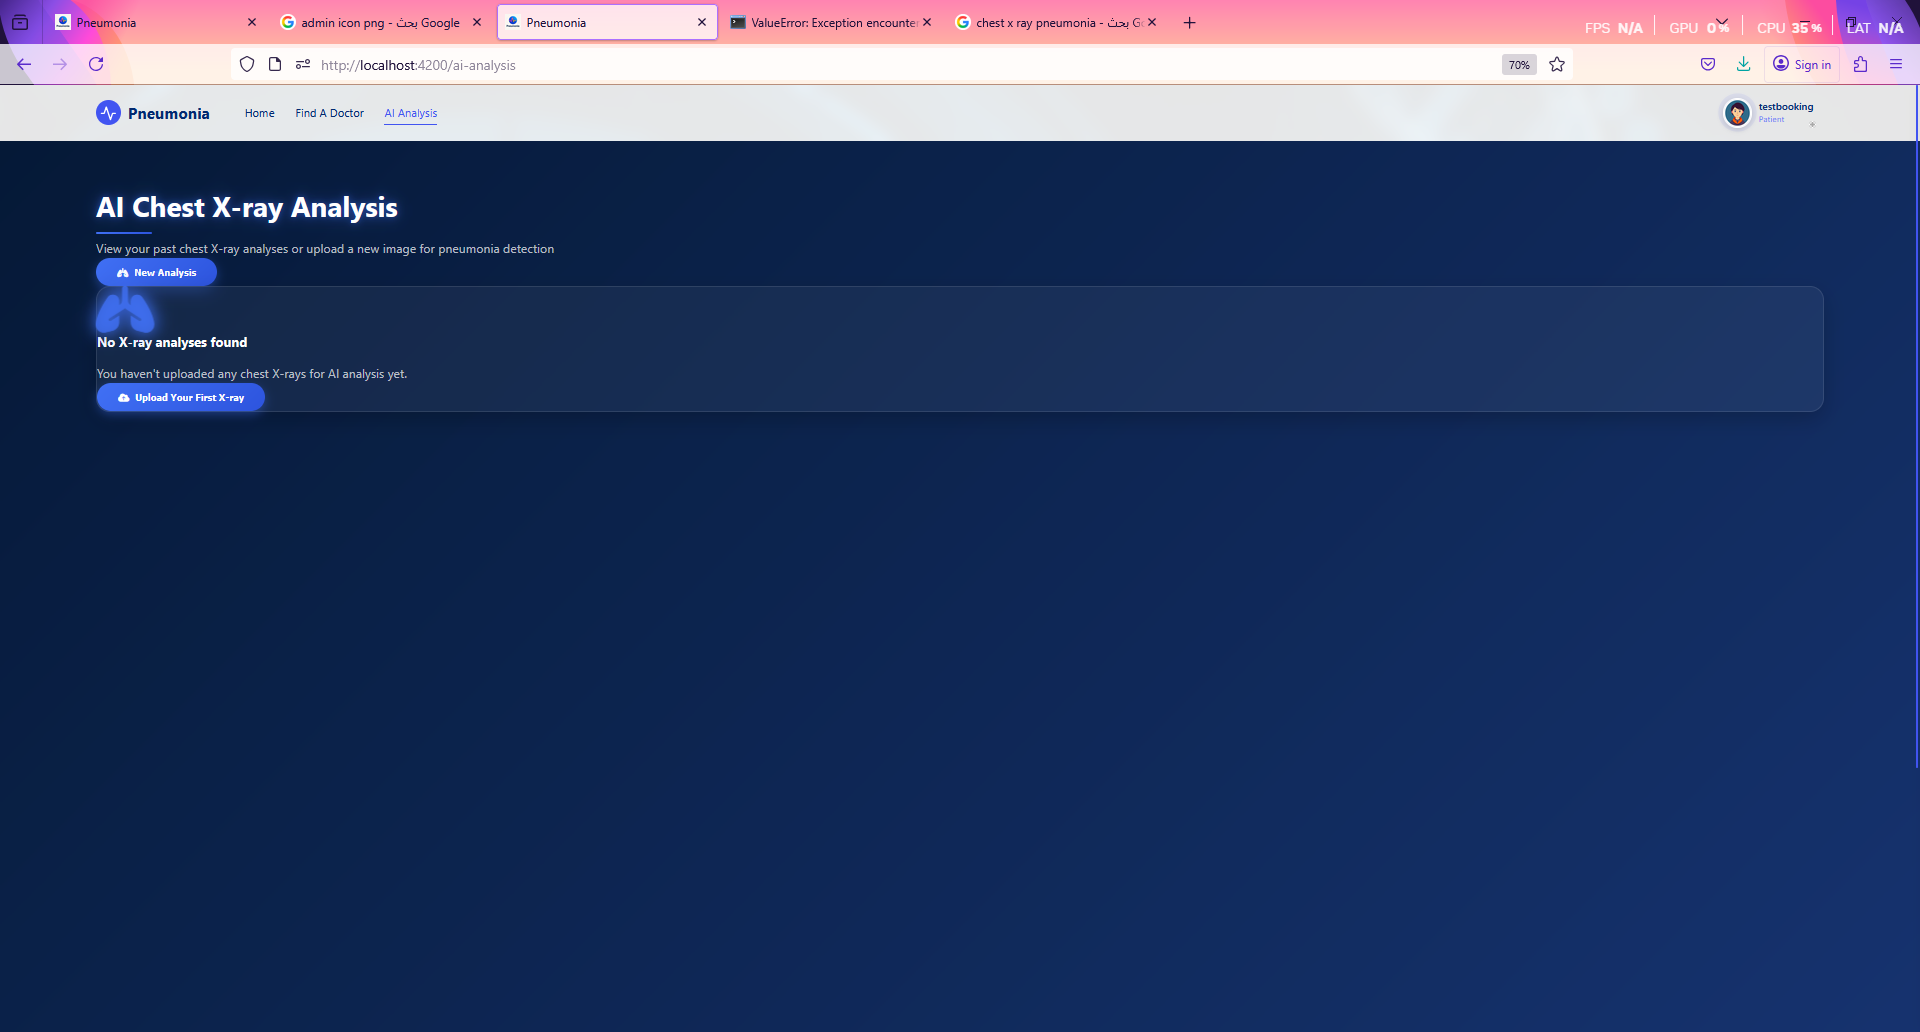 Pneumonia
admin icon png - بحث Google
Pneumonia
ValueError: Exception encounter
chest x ray pneumonia - بحث Go
FPS N/A GPU 0% CPU 35% LAT N/A
http://localhost:4200/ai-analysis
70%
Sign in
Pneumonia
Home
Find A Doctor
AI Analysis
testbooking
Patient
AI Chest X-ray Analysis
View your past chest X-ray analyses or upload a new image for pneumonia detection
New Analysis
No X-ray analyses found
You haven't uploaded any chest X-rays for AI analysis yet.
Upload Your First X-ray